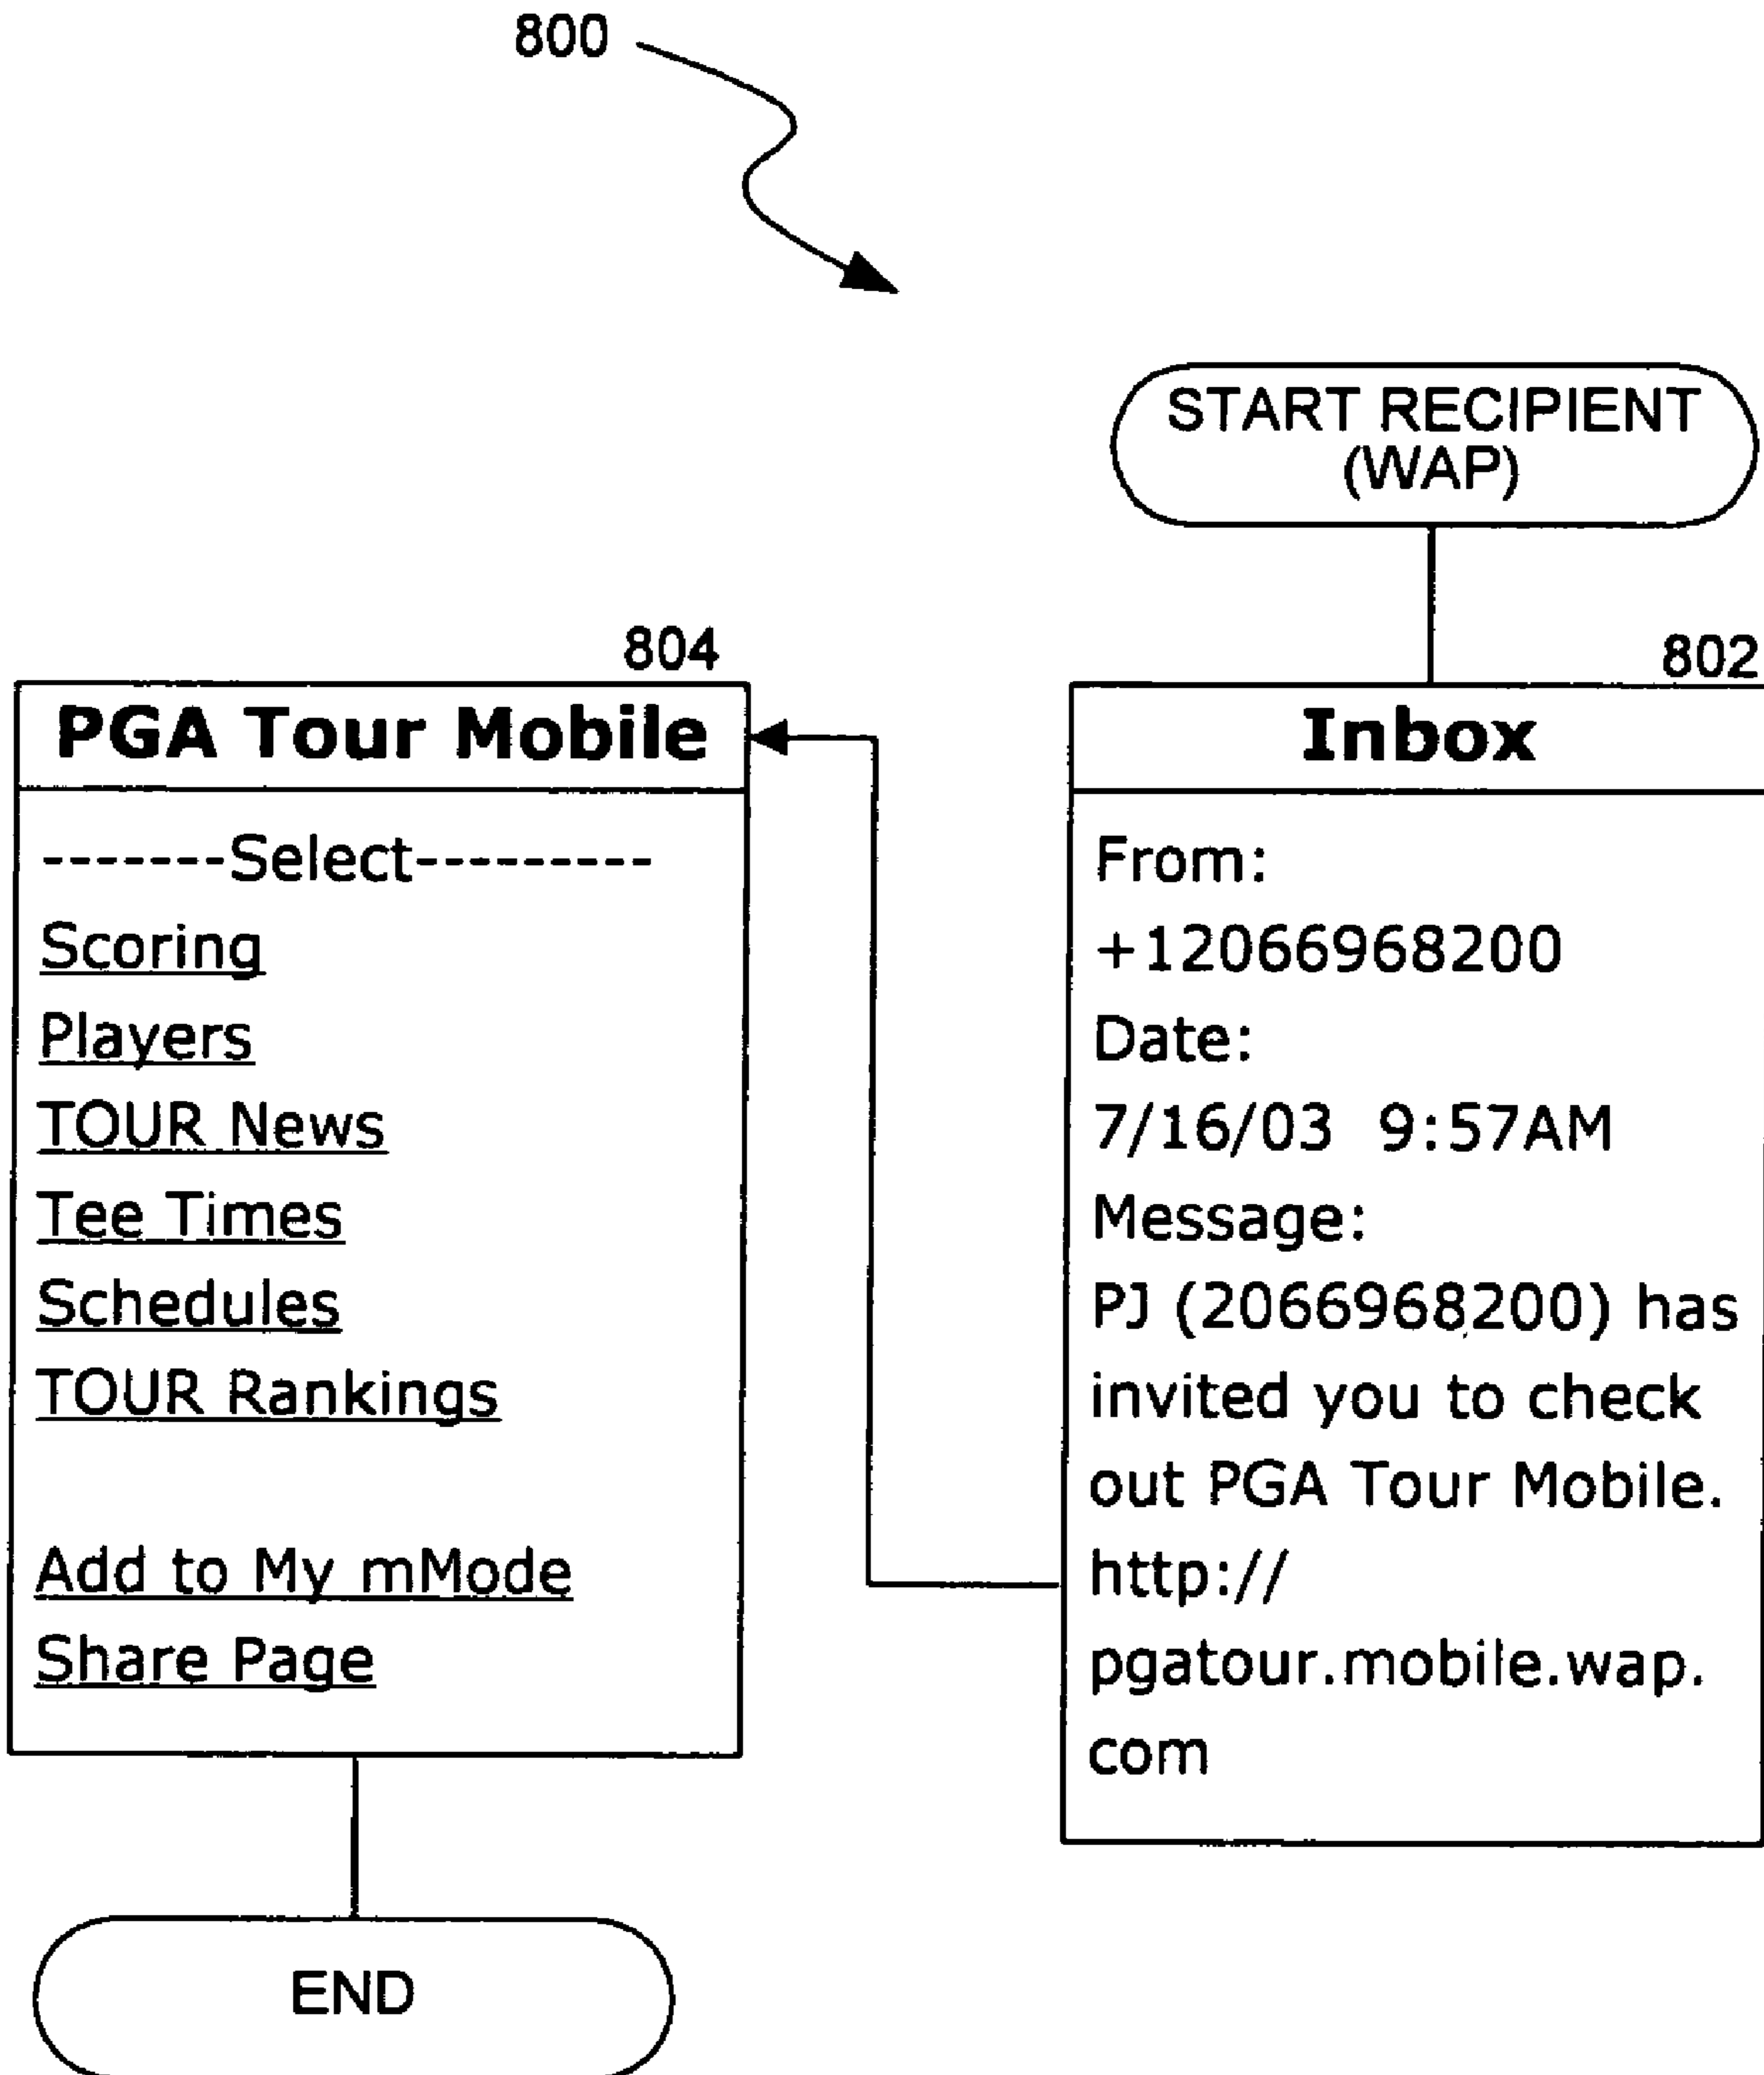 800
START RECIPIENT
(WAP)
804
PGA Tour Mobile
-------Select---------
Scoring
Players
TOUR News
Tee Times
Schedules
TOUR Rankings
Add to My mMode
Share Page
END
802
Inbox
From:
+12066968200
Date:
7/16/03 9:57AM
Message:
PJ (2066968200) has
invited you to check
out PGA Tour Mobile.
http://
pgatour.mobile.wap.
com